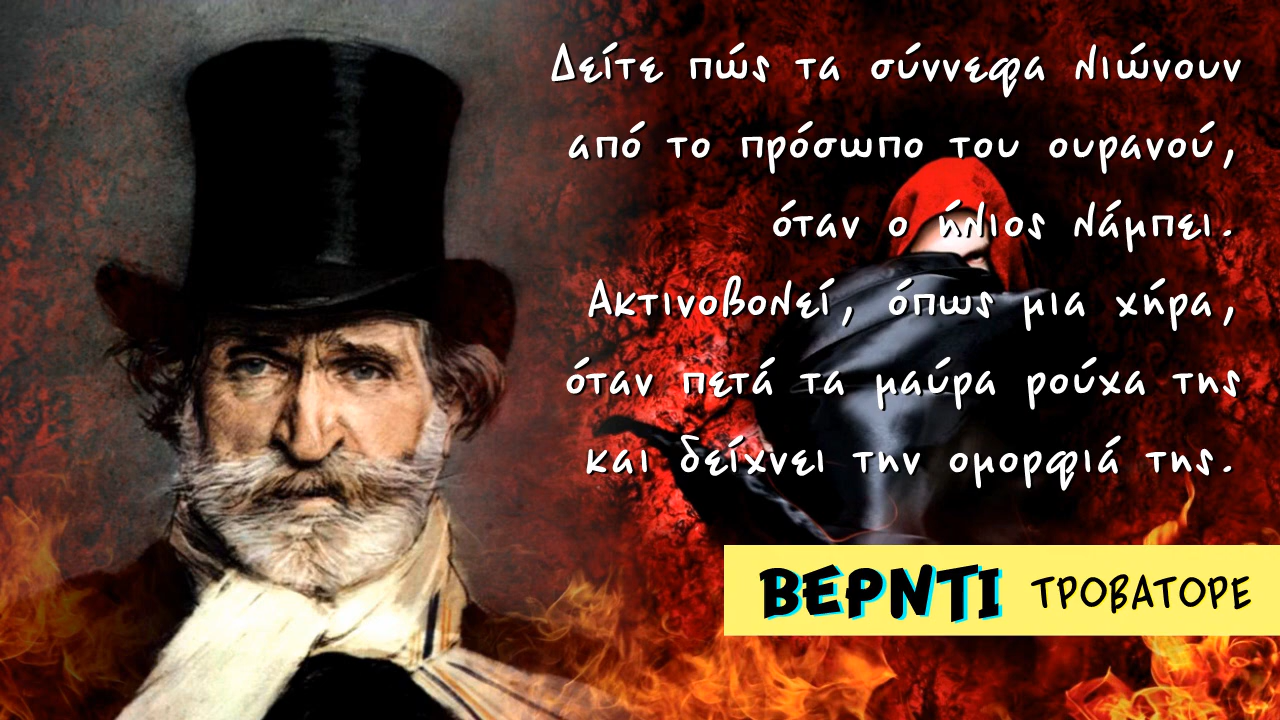 Δείτε πώς τα σύννεφα λιώνουν
από το πρόσωπο του ουρανού,
όταν ο ήλιος λάμπει.
Ακτινοβολεί, όπως μια χήρα,
όταν πετά τα μαύρα ρούχα της
και δείχνει την ομορφιά της.
ΒΕΡΝΤΙ ΤΡΟΒΑΤΟΡΕ